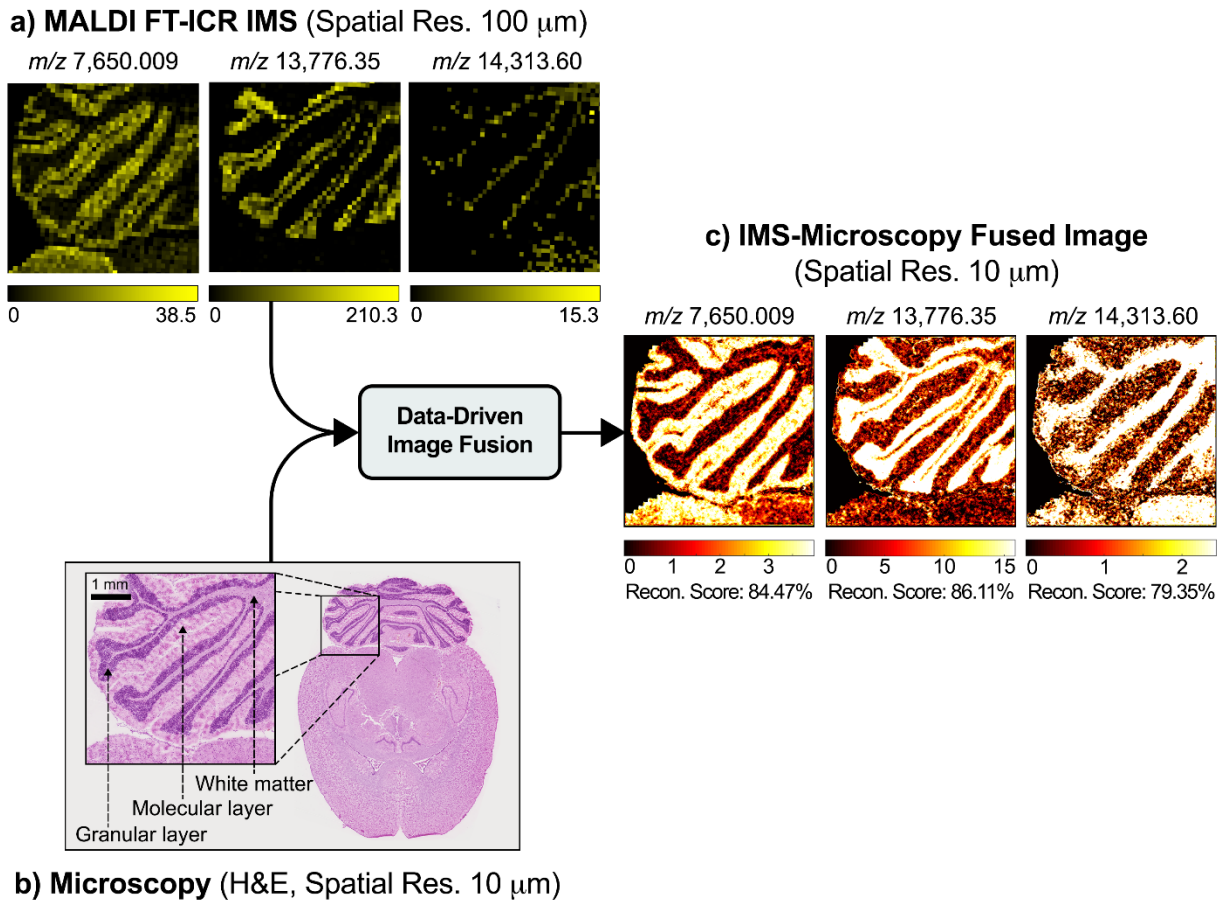 a) MALDI FT-ICR IMS (Spatial Res. 100 μm)
m/z 7,650.009
m/z 13,776.35
m/z 14,313.60
0 38.5
0 210.3
0 15.3
Data-Driven
Image Fusion
c) IMS-Microscopy Fused Image
(Spatial Res. 10 μm)
m/z 7,650.009
m/z 13,776.35
m/z 14,313.60
0 1 2 3
0 5 10 15
0 1 2
Recon. Score: 84.47%
Recon. Score: 86.11%
Recon. Score: 79.35%
1 mm
White matter
Molecular layer
Granular layer
b) Microscopy (H&E, Spatial Res. 10 μm)